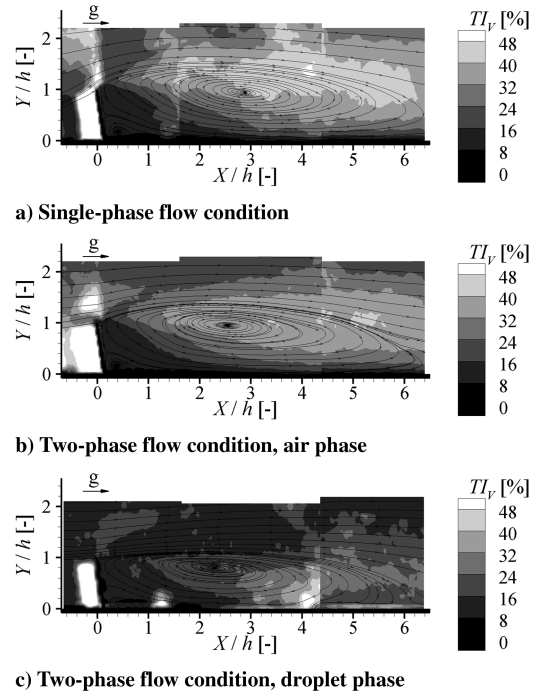 g
TI_V [%]
48
40
32
24
16
8
0
Y / h [-]
2
1
0
0 1 2 3 4 5 6
X / h [-]
a) Single-phase flow condition
g
TI_V [%]
48
40
32
24
16
8
0
Y / h [-]
2
1
0
0 1 2 3 4 5 6
X / h [-]
b) Two-phase flow condition, air phase
g
TI_V [%]
48
40
32
24
16
8
0
Y / h [-]
2
1
0
0 1 2 3 4 5 6
X / h [-]
c) Two-phase flow condition, droplet phase